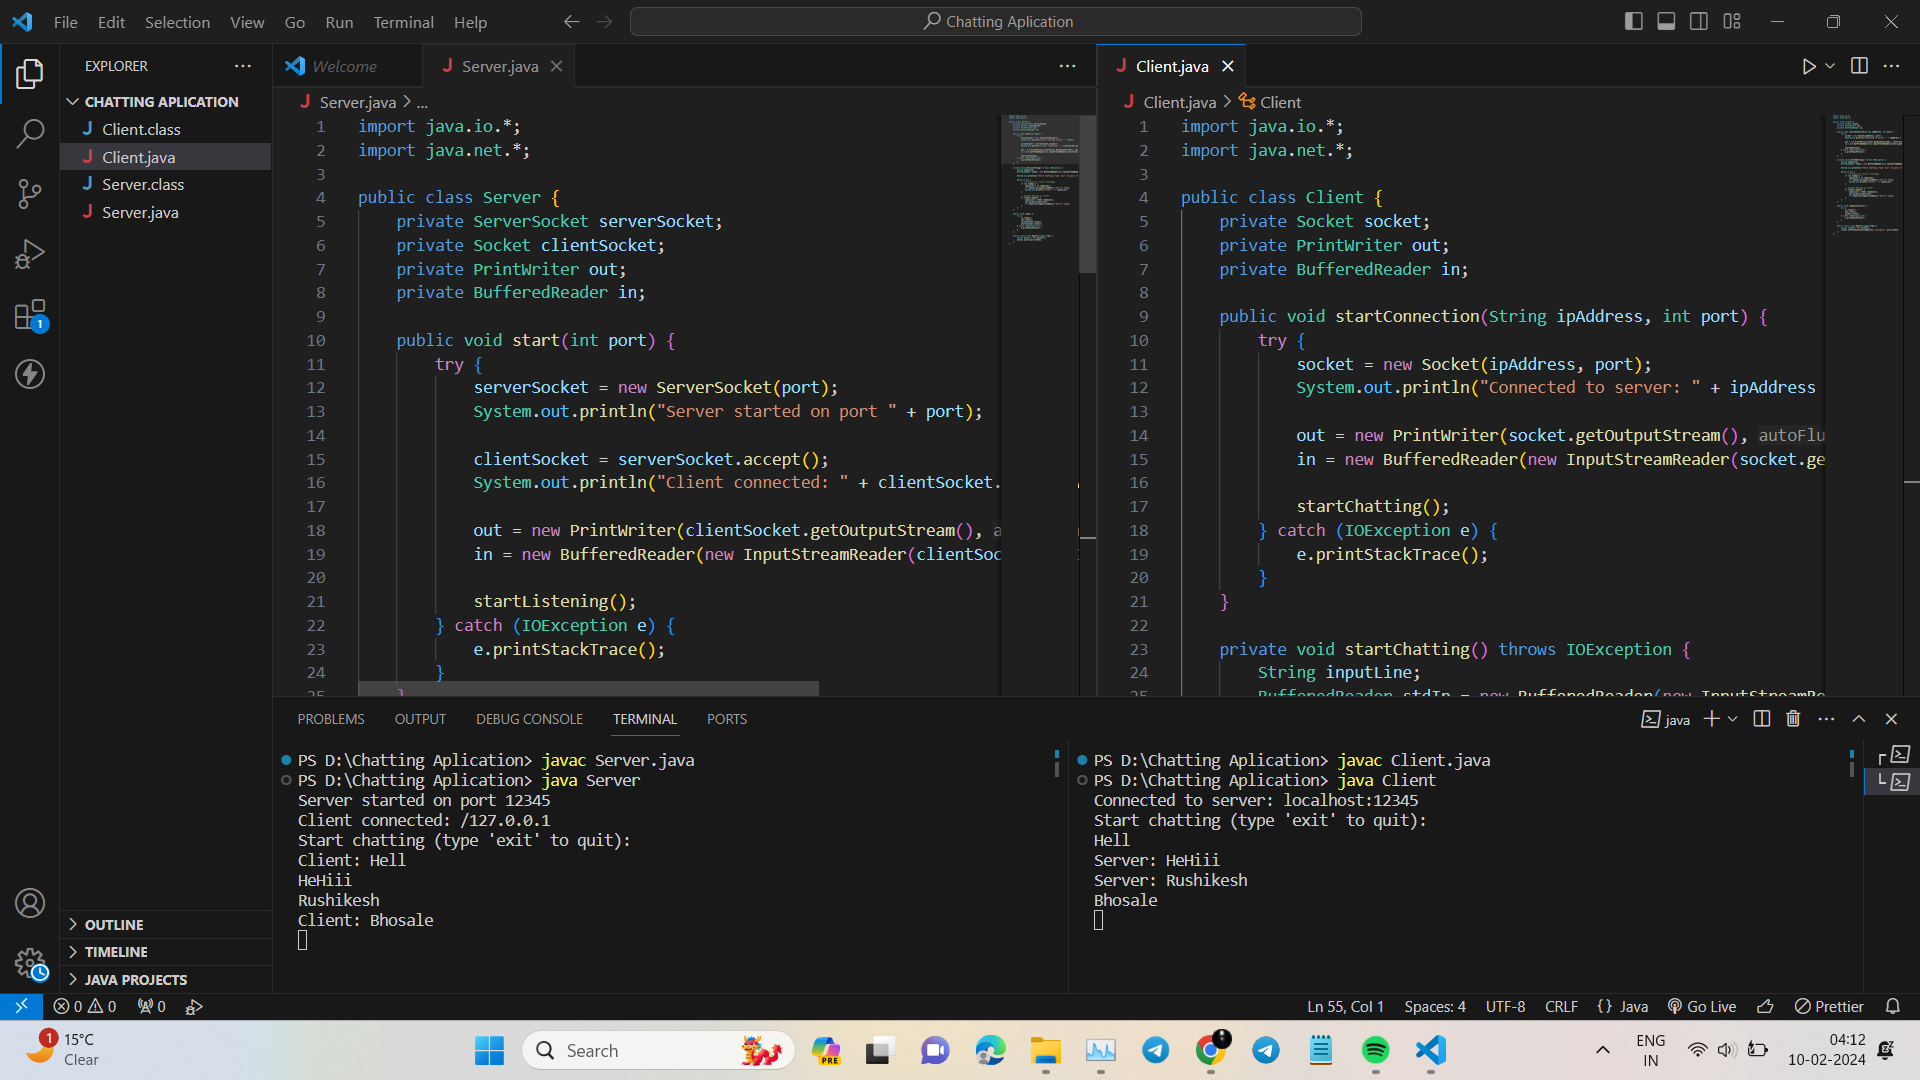 File Edit Selection View Go Run Terminal Help
Chatting Aplication
EXPLORER
CHATTING APLICATION
Client.class
Client.java
Server.class
Server.java
OUTLINE
TIMELINE
JAVA PROJECTS
Welcome
Server.java
Server.java > ...
1 import java.io.*;
2 import java.net.*;
3
4 public class Server {
5 private ServerSocket serverSocket;
6 private Socket clientSocket;
7 private PrintWriter out;
8 private BufferedReader in;
9
10 public void start(int port) {
11 try {
12 serverSocket = new ServerSocket(port);
13 System.out.println("Server started on port " + port);
14
15 clientSocket = serverSocket.accept();
16 System.out.println("Client connected: " + clientSocket.
17
18 out = new PrintWriter(clientSocket.getOutputStream(), a
19 in = new BufferedReader(new InputStreamReader(clientSoc
20
21 startListening();
22 } catch (IOException e) {
23 e.printStackTrace();
24 }
25 }
Client.java
Client.java > Client
1 import java.io.*;
2 import java.net.*;
3
4 public class Client {
5 private Socket socket;
6 private PrintWriter out;
7 private BufferedReader in;
8
9 public void startConnection(String ipAddress, int port) {
10 try {
11 socket = new Socket(ipAddress, port);
12 System.out.println("Connected to server: " + ipAddress
13
14 out = new PrintWriter(socket.getOutputStream(), autoFlu
15 in = new BufferedReader(new InputStreamReader(socket.ge
16
17 startChatting();
18 } catch (IOException e) {
19 e.printStackTrace();
20 }
21 }
22
23 private void startChatting() throws IOException {
24 String inputLine;
25 BufferedReader stdIn = new BufferedReader(new InputStreamRe
PROBLEMS OUTPUT DEBUG CONSOLE TERMINAL PORTS
java
PS D:\Chatting Aplication> javac Server.java
PS D:\Chatting Aplication> java Server
Server started on port 12345
Client connected: /127.0.0.1
Start chatting (type 'exit' to quit):
Client: Hell
HeHiii
Rushikesh
Client: Bhosale
PS D:\Chatting Aplication> javac Client.java
PS D:\Chatting Aplication> java Client
Connected to server: localhost:12345
Start chatting (type 'exit' to quit):
Hell
Server: HeHiii
Server: Rushikesh
Bhosale
1
0 0 0
Ln 55, Col 1 Spaces: 4 UTF-8 CRLF {} Java Go Live Prettier
1
15°C
Clear
Search
PRE
ENG
IN
04:12
10-02-2024